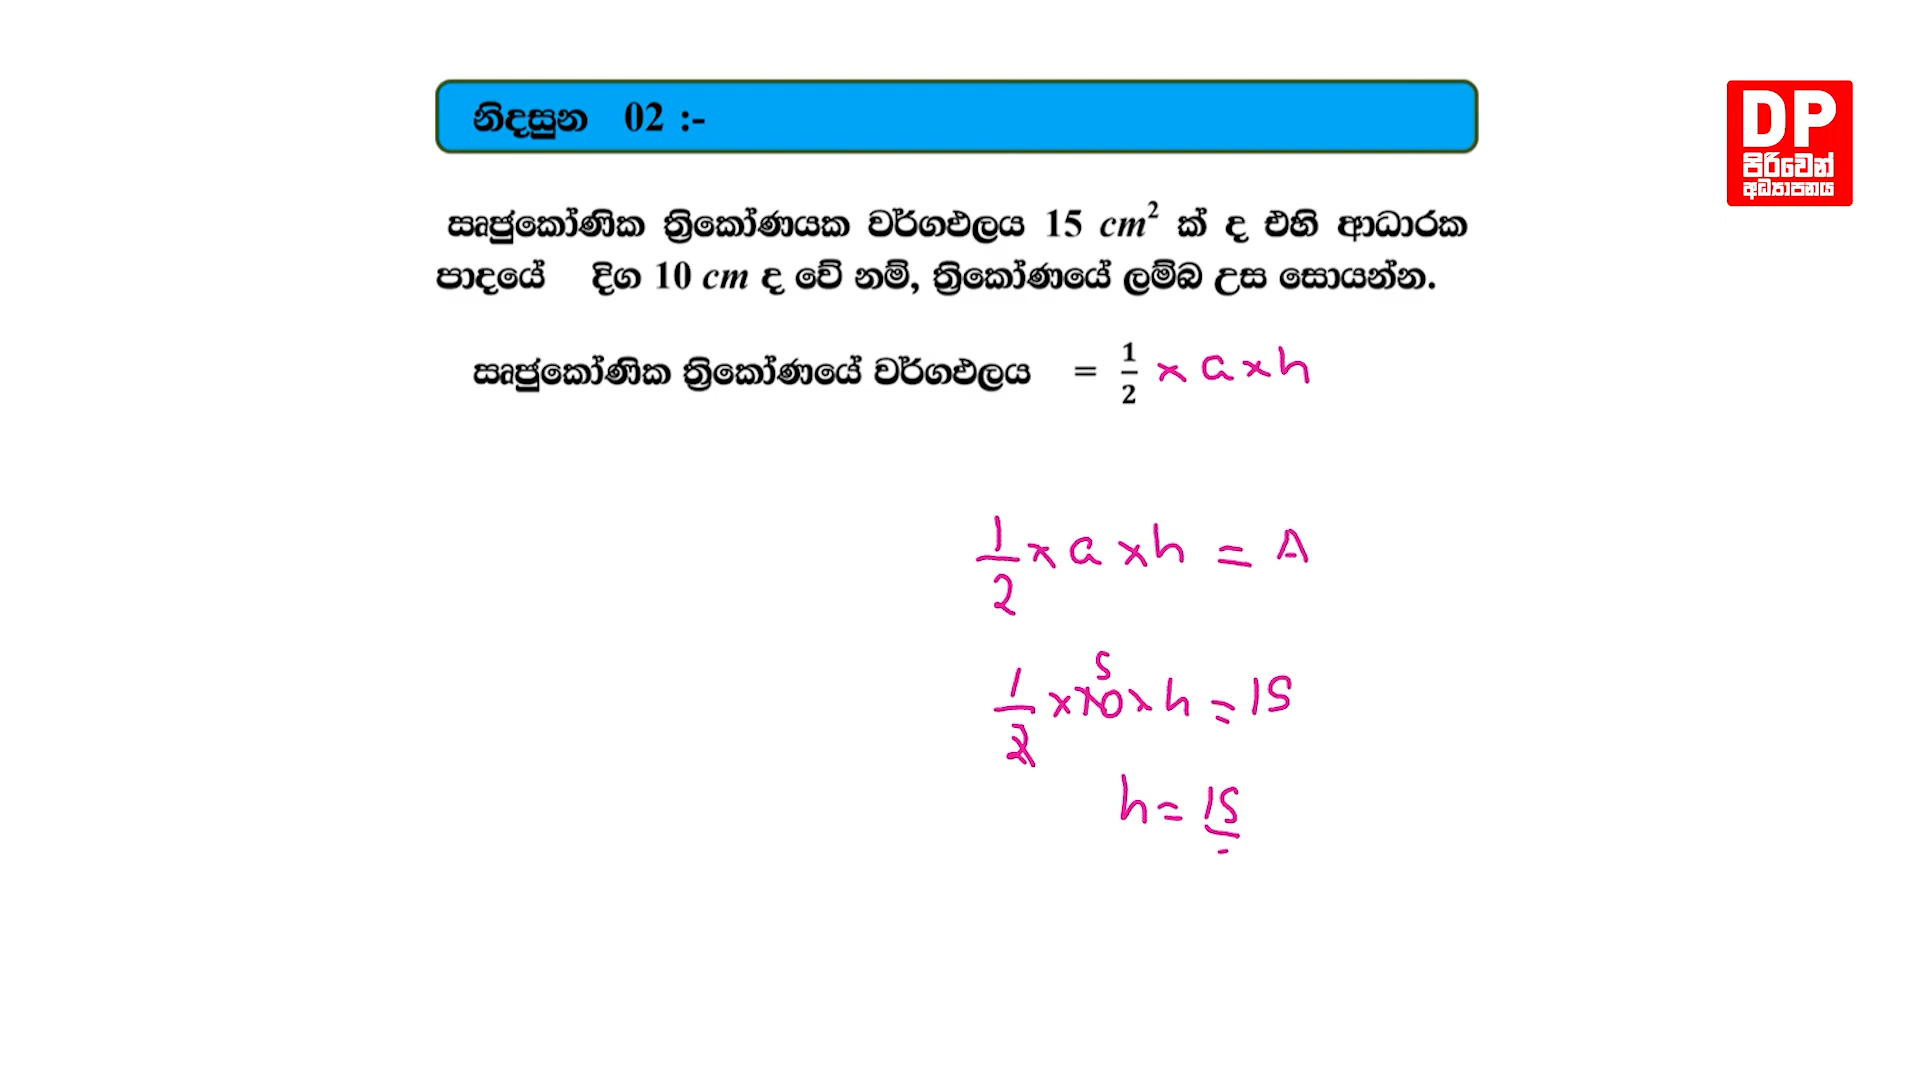 නිදසුන 02 :-
DP
පිරිවෙන්
අධ්‍යාපනය
සෘජුකෝණික ත්‍රිකෝණයක වර්ගඵලය 15 cm² ක් ද එහි ආධාරක
පාදයේ දිග 10 cm ද වේ නම්, ත්‍රිකෝණයේ ලම්බ උස සොයන්න.
සෘජුකෝණික ත්‍රිකෝණයේ වර්ගඵලය = 1/2 × a × h
1/2 × a × h = A
5
1/2 × 10 × h = 15
h = 15